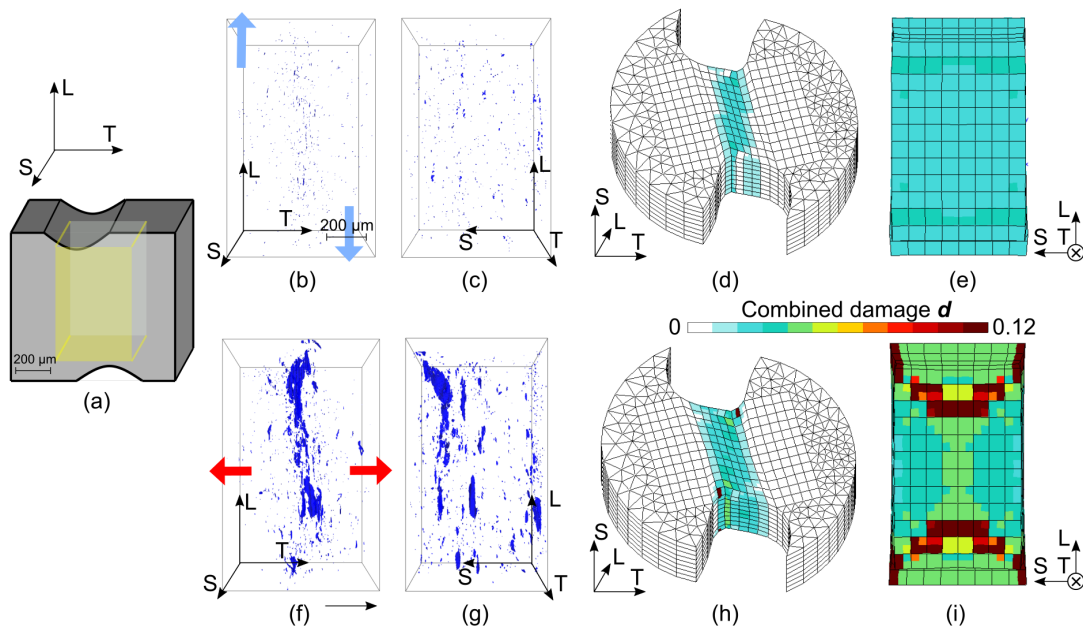 L
T
S
200 μm
(a)
L
T
S
200 μm
(b)
L
S
T
(c)
S
L
T
(d)
L
S
T
(e)
Combined damage d
0
0.12
L
T
S
(f)
L
S
T
(g)
S
L
T
(h)
L
S
T
(i)